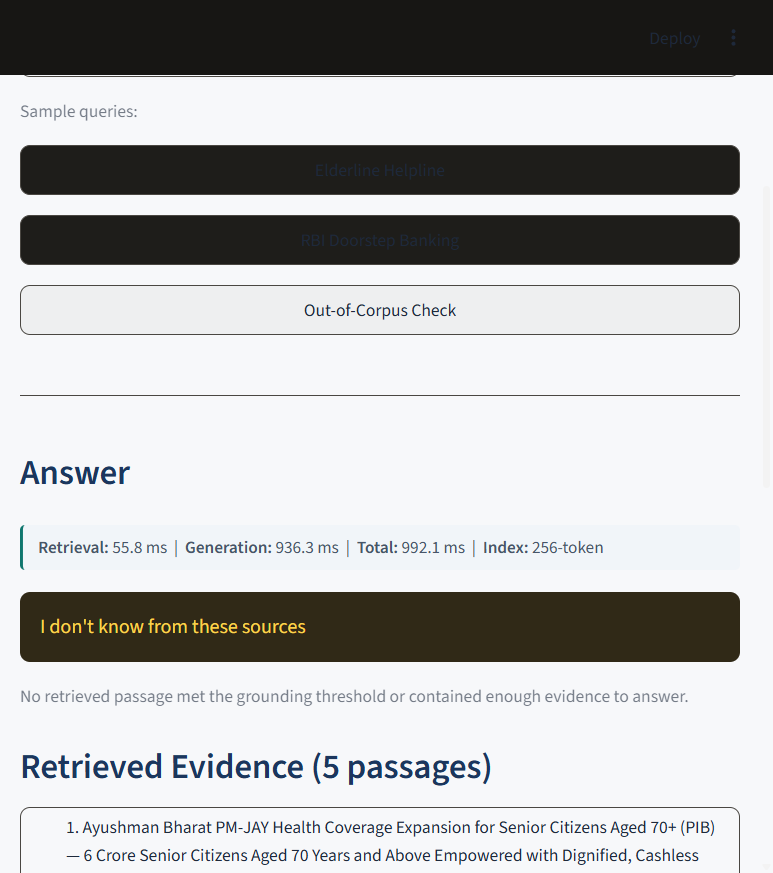 Deploy
Sample queries:
Elderline Helpline
RBI Doorstep Banking
Out-of-Corpus Check
Answer
Retrieval: 55.8 ms | Generation: 936.3 ms | Total: 992.1 ms | Index: 256-token
I don't know from these sources
No retrieved passage met the grounding threshold or contained enough evidence to answer.
Retrieved Evidence (5 passages)
1. Ayushman Bharat PM-JAY Health Coverage Expansion for Senior Citizens Aged 70+ (PIB)
— 6 Crore Senior Citizens Aged 70 Years and Above Empowered with Dignified, Cashless